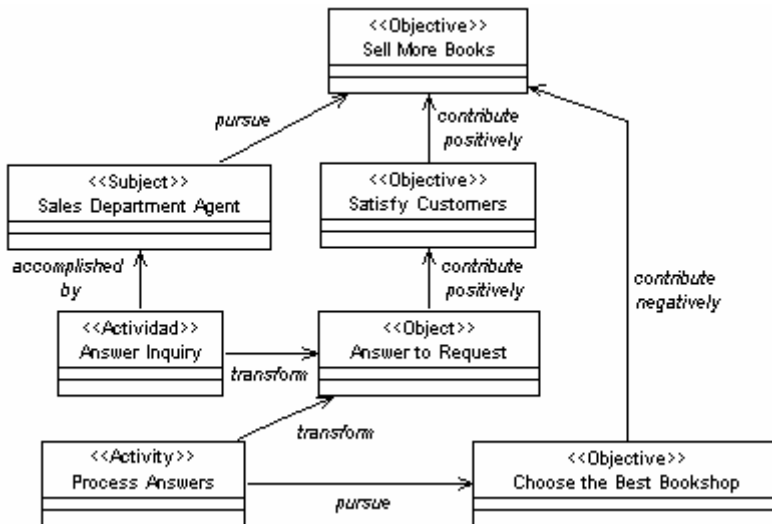 <<Objective>>
Sell More Books
pursue
contribute
positively
<<Subject>>
Sales Department Agent
<<Objective>>
Satisfy Customers
accomplished
by
contribute
positively
contribute
negatively
<<Actividad>>
Answer Inquiry
transform
<<Object>>
Answer to Request
transform
<<Activity>>
Process Answers
pursue
<<Objective>>
Choose the Best Bookshop